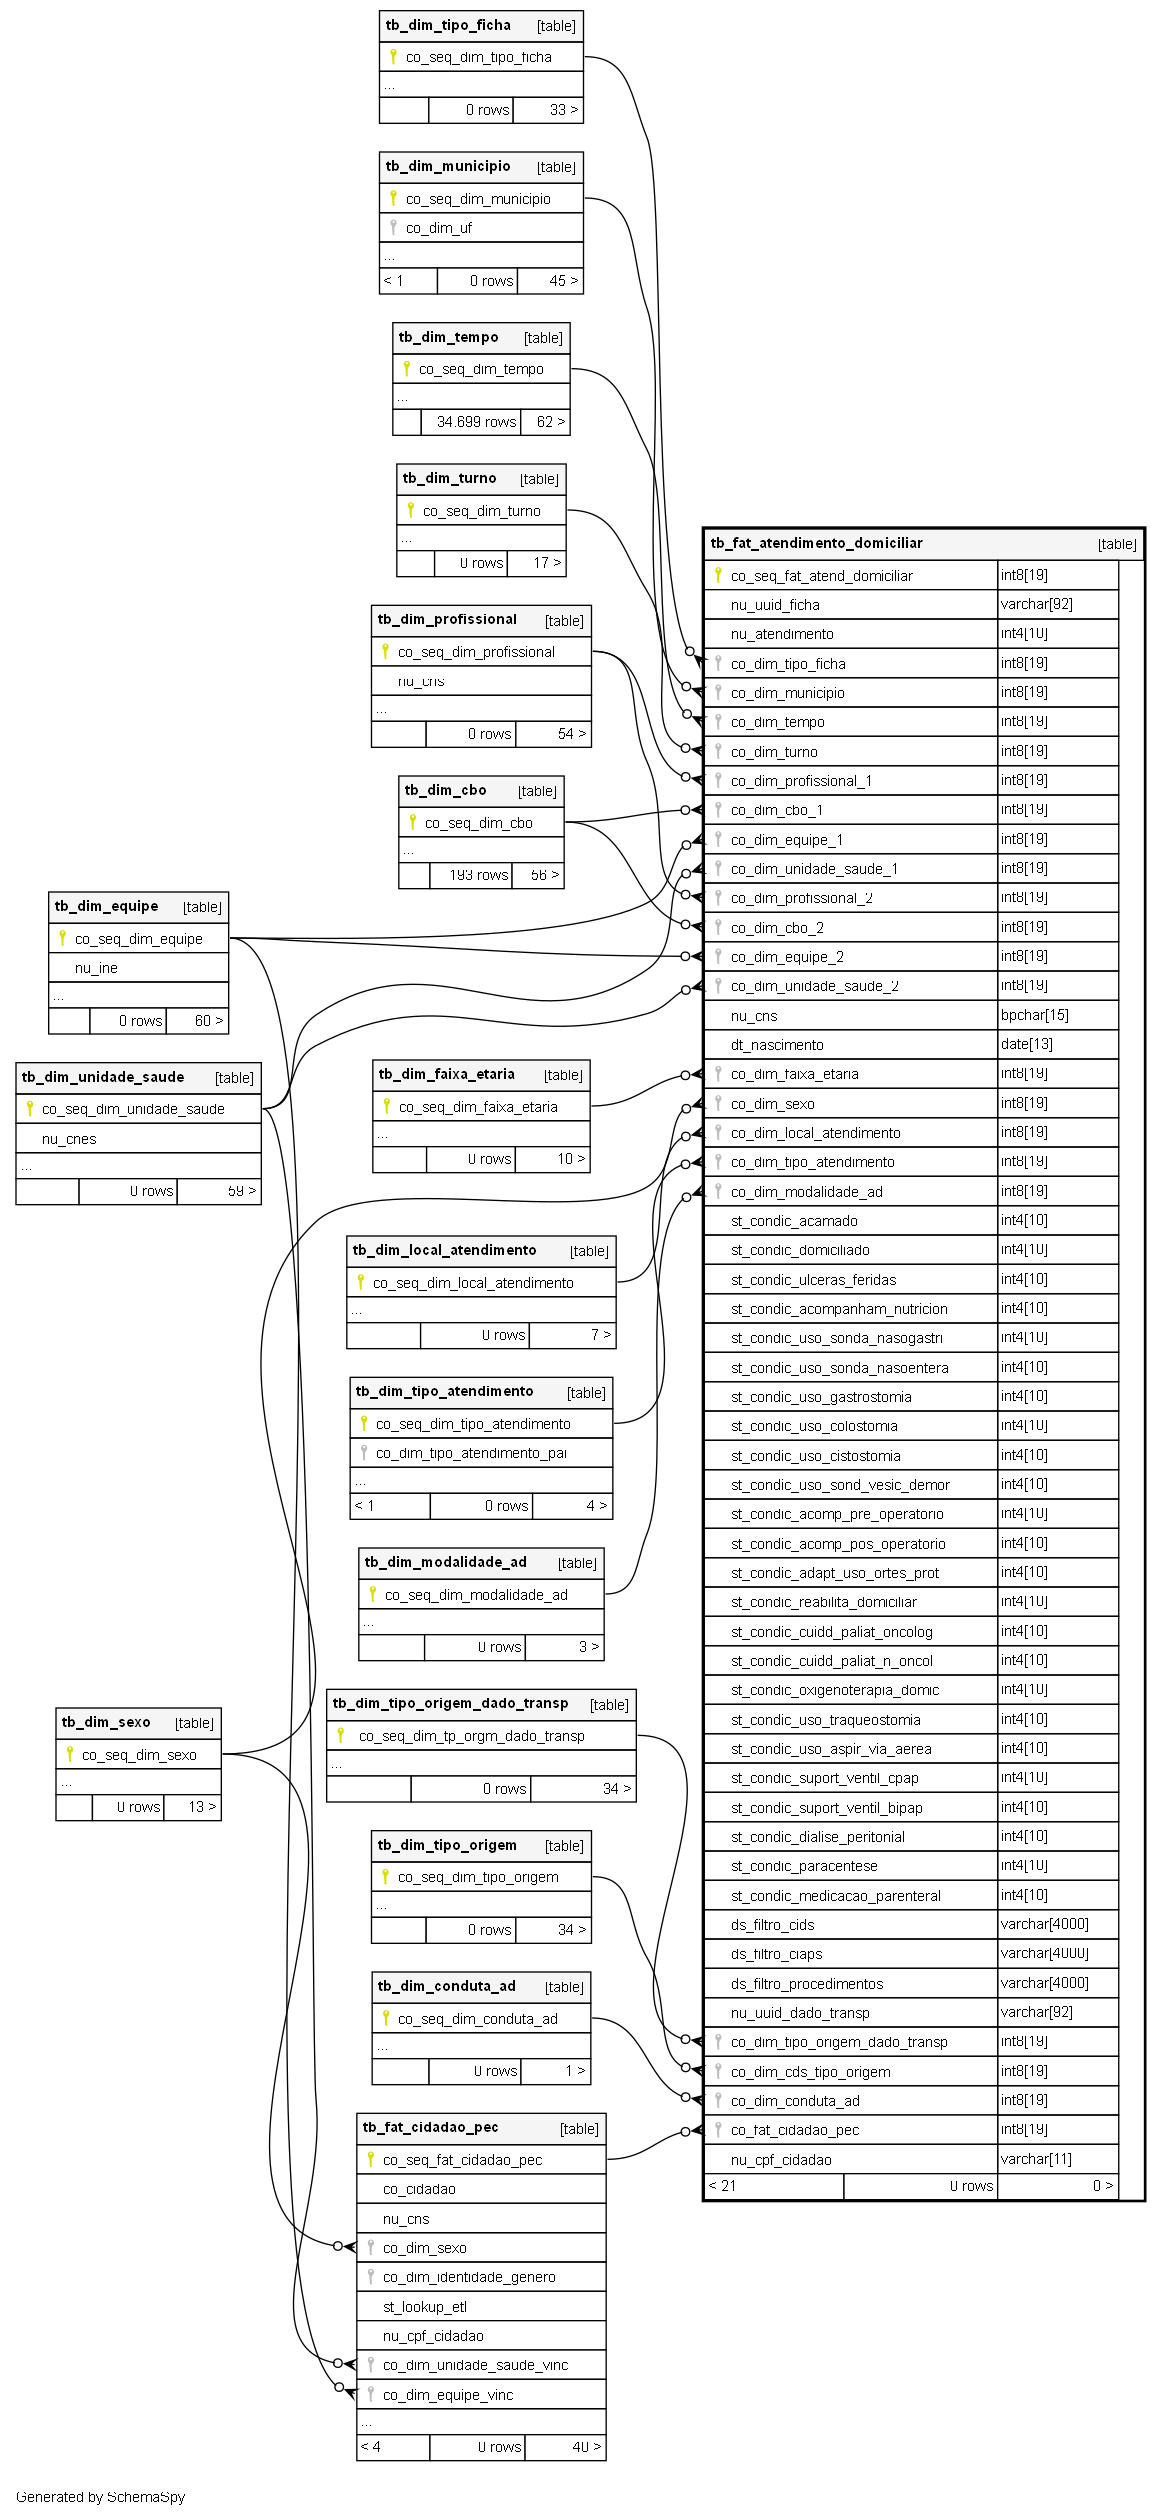 tb_dim_tipo_ficha [table]
co_seq_dim_tipo_ficha
...
0 rows 33 >
tb_dim_municipio [table]
co_seq_dim_municipio
co_dim_uf
...
< 1 0 rows 45 >
tb_dim_tempo [table]
co_seq_dim_tempo
...
34.699 rows 62 >
tb_dim_turno [table]
co_seq_dim_turno
...
0 rows 17 >
tb_dim_profissional [table]
co_seq_dim_profissional
nu_cns
...
0 rows 54 >
tb_dim_cbo [table]
co_seq_dim_cbo
...
193 rows 56 >
tb_dim_equipe [table]
co_seq_dim_equipe
nu_ine
...
0 rows 60 >
tb_dim_unidade_saude [table]
co_seq_dim_unidade_saude
nu_cnes
...
0 rows 59 >
tb_dim_faixa_etaria [table]
co_seq_dim_faixa_etaria
...
0 rows 10 >
tb_dim_local_atendimento [table]
co_seq_dim_local_atendimento
...
0 rows 7 >
tb_dim_tipo_atendimento [table]
co_seq_dim_tipo_atendimento
co_dim_tipo_atendimento_pai
...
< 1 0 rows 4 >
tb_dim_modalidade_ad [table]
co_seq_dim_modalidade_ad
...
0 rows 3 >
tb_dim_tipo_origem_dado_transp [table]
co_seq_dim_tp_orgm_dado_transp
...
0 rows 34 >
tb_dim_sexo [table]
co_seq_dim_sexo
...
0 rows 13 >
tb_dim_tipo_origem [table]
co_seq_dim_tipo_origem
...
0 rows 34 >
tb_dim_conduta_ad [table]
co_seq_dim_conduta_ad
...
0 rows 1 >
tb_fat_cidadao_pec [table]
co_seq_fat_cidadao_pec
co_cidadao
nu_cns
co_dim_sexo
co_dim_identidade_genero
st_lookup_etl
nu_cpf_cidadao
co_dim_unidade_saude_vinc
co_dim_equipe_vinc
...
< 4 0 rows 40 >
tb_fat_atendimento_domiciliar [table]
co_seq_fat_atend_domiciliar int8[19]
nu_uuid_ficha varchar[92]
nu_atendimento int4[10]
co_dim_tipo_ficha int8[19]
co_dim_municipio int8[19]
co_dim_tempo int8[19]
co_dim_turno int8[19]
co_dim_profissional_1 int8[19]
co_dim_cbo_1 int8[19]
co_dim_equipe_1 int8[19]
co_dim_unidade_saude_1 int8[19]
co_dim_profissional_2 int8[19]
co_dim_cbo_2 int8[19]
co_dim_equipe_2 int8[19]
co_dim_unidade_saude_2 int8[19]
nu_cns bpchar[15]
dt_nascimento date[13]
co_dim_faixa_etaria int8[19]
co_dim_sexo int8[19]
co_dim_local_atendimento int8[19]
co_dim_tipo_atendimento int8[19]
co_dim_modalidade_ad int8[19]
st_condic_acamado int4[10]
st_condic_domiciliado int4[10]
st_condic_ulceras_feridas int4[10]
st_condic_acompanham_nutricion int4[10]
st_condic_uso_sonda_nasogastri int4[10]
st_condic_uso_sonda_nasoentera int4[10]
st_condic_uso_gastrostomia int4[10]
st_condic_uso_colostomia int4[10]
st_condic_uso_cistostomia int4[10]
st_condic_uso_sond_vesic_demor int4[10]
st_condic_acomp_pre_operatorio int4[10]
st_condic_acomp_pos_operatorio int4[10]
st_condic_adapt_uso_ortes_prot int4[10]
st_condic_reabilita_domiciliar int4[10]
st_condic_cuidd_paliat_oncolog int4[10]
st_condic_cuidd_paliat_n_oncol int4[10]
st_condic_oxigenoterapia_domic int4[10]
st_condic_uso_traqueostomia int4[10]
st_condic_uso_aspir_via_aerea int4[10]
st_condic_suport_ventil_cpap int4[10]
st_condic_suport_ventil_bipap int4[10]
st_condic_dialise_peritonial int4[10]
st_condic_paracentese int4[10]
st_condic_medicacao_parenteral int4[10]
ds_filtro_cids varchar[4000]
ds_filtro_ciaps varchar[4000]
ds_filtro_procedimentos varchar[4000]
nu_uuid_dado_transp varchar[92]
co_dim_tipo_origem_dado_transp int8[19]
co_dim_cds_tipo_origem int8[19]
co_dim_conduta_ad int8[19]
co_fat_cidadao_pec int8[19]
nu_cpf_cidadao varchar[11]
< 21 0 rows 0 >
Generated by SchemaSpy